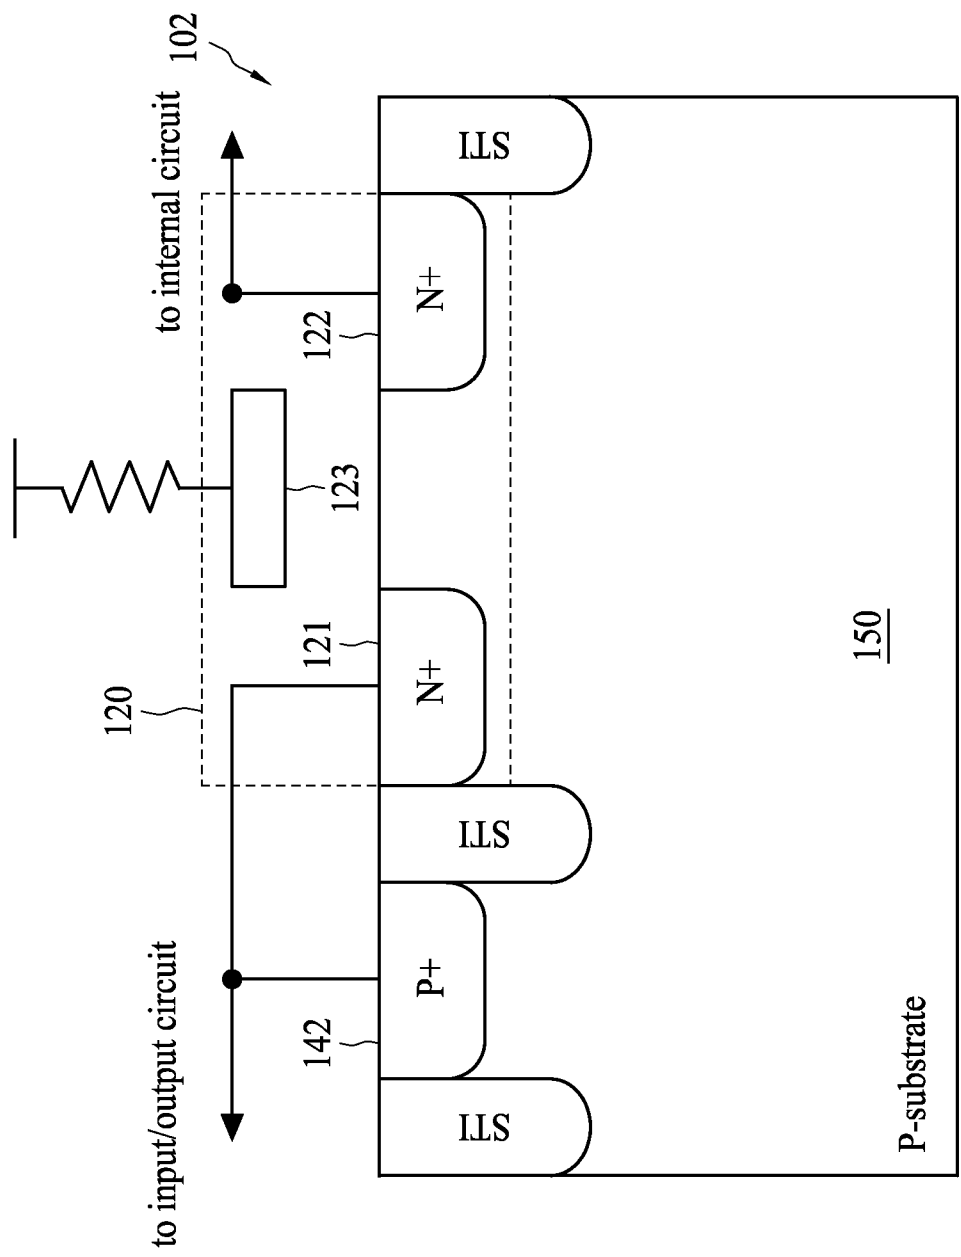 102
to input/output circuit
to internal circuit
120
123
142
121
122
STI
P+
STI
N+
N+
STI
150
P-substrate